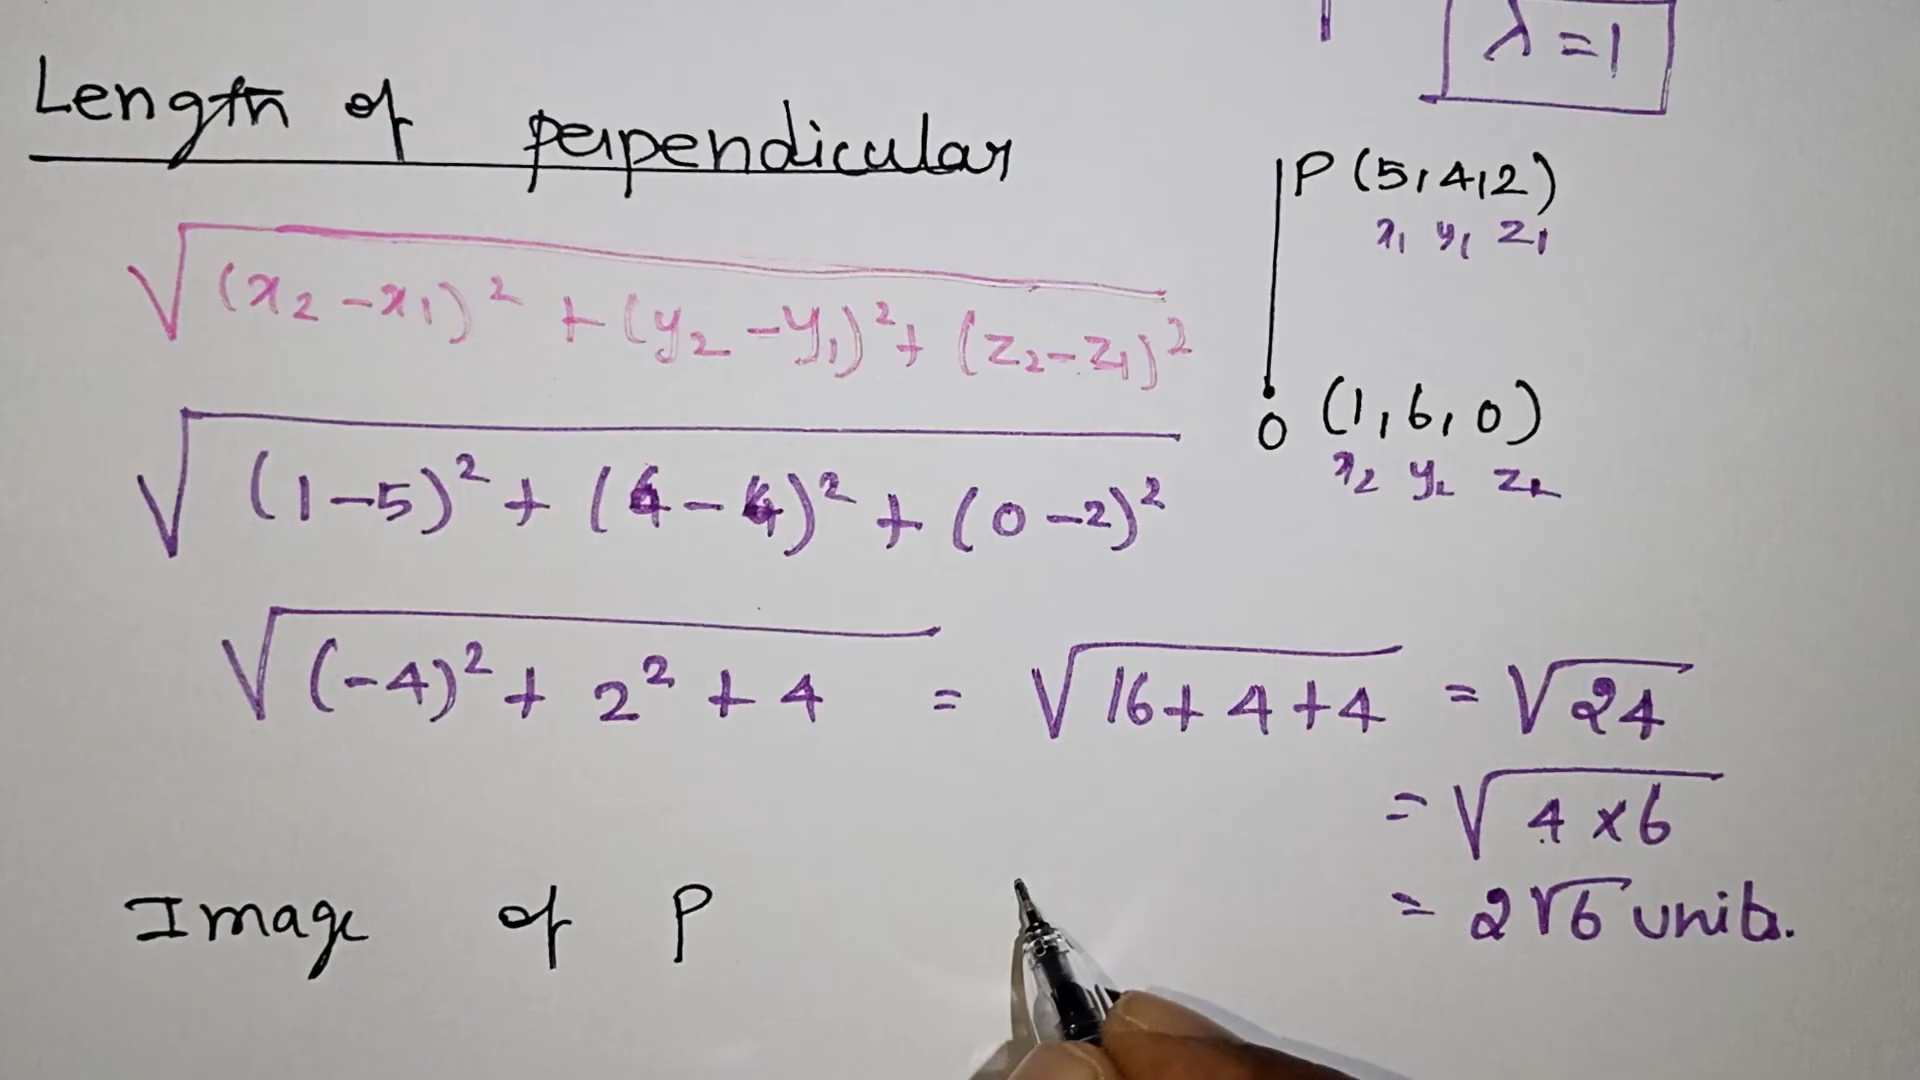 λ = 1
Length of perpendicular
P (5, 4, 2)
x₁ y₁ z₁
√(x₂ - x₁)² + (y₂ - y₁)² + (z₂ - z₁)²
O (1, 6, 0)
x₂ y₂ z₂
√(1 - 5)² + (6 - 4)² + (0 - 2)²
√(-4)² + 2² + 4 = √16 + 4 + 4 = √24
= √4 × 6
= 2√6 units.
Image of P